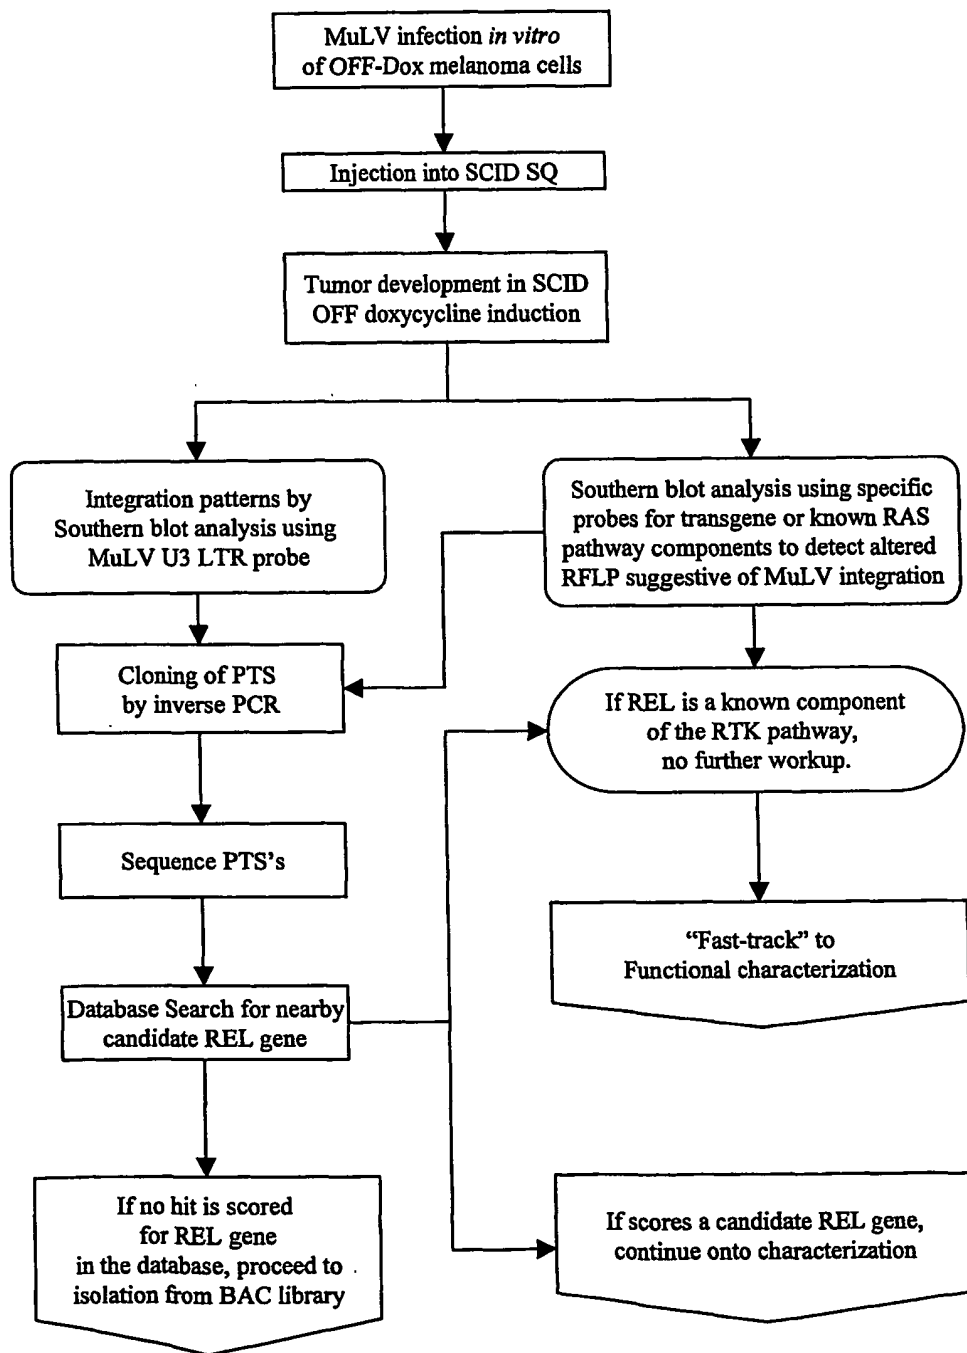 MuLV infection in vitro
of OFF-Dox melanoma cells
Injection into SCID SQ
Tumor development in SCID
OFF doxycycline induction
Integration patterns by
Southern blot analysis using
MuLV U3 LTR probe
Southern blot analysis using specific
probes for transgene or known RAS
pathway components to detect altered
RFLP suggestive of MuLV integration
Cloning of PTS
by inverse PCR
If REL is a known component
of the RTK pathway,
no further workup.
Sequence PTS's
"Fast-track" to
Functional characterization
Database Search for nearby
candidate REL gene
If no hit is scored
for REL gene
in the database, proceed to
isolation from BAC library
If scores a candidate REL gene,
continue onto characterization